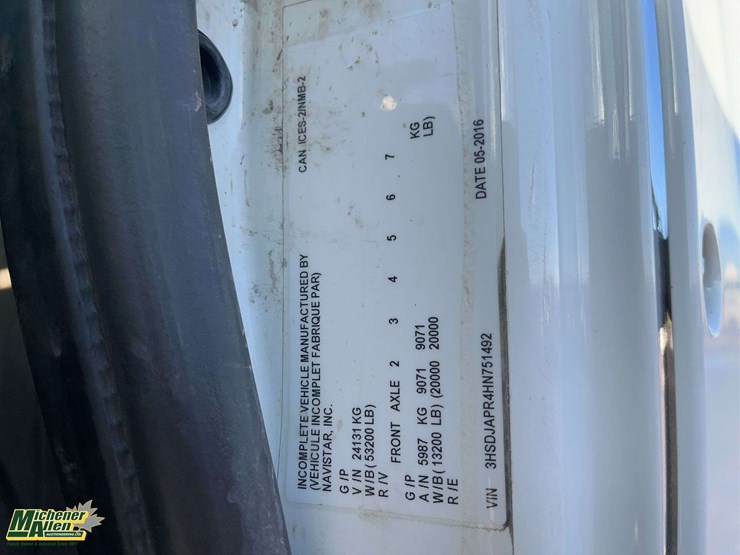 INCOMPLETE VEHICLE MANUFACTURED BY
(VEHICULE INCOMPLET FABRIQUE PAR)
NAVISTAR, INC.
CAN ICES-2/NMB-2
G /P
V /N 24131 KG
W/B ( 53200 LB)
R /V
FRONT AXLE 2 3 4 5 6 7
G /P
A /N 5987 KG 9071 9071 KG
W/B ( 13200 LB) (20000 20000 LB)
R /E
VIN 3HSDJAPR4HN751492 DATE 05-2016
Michener
Allen
AUCTIONEERING LTD.